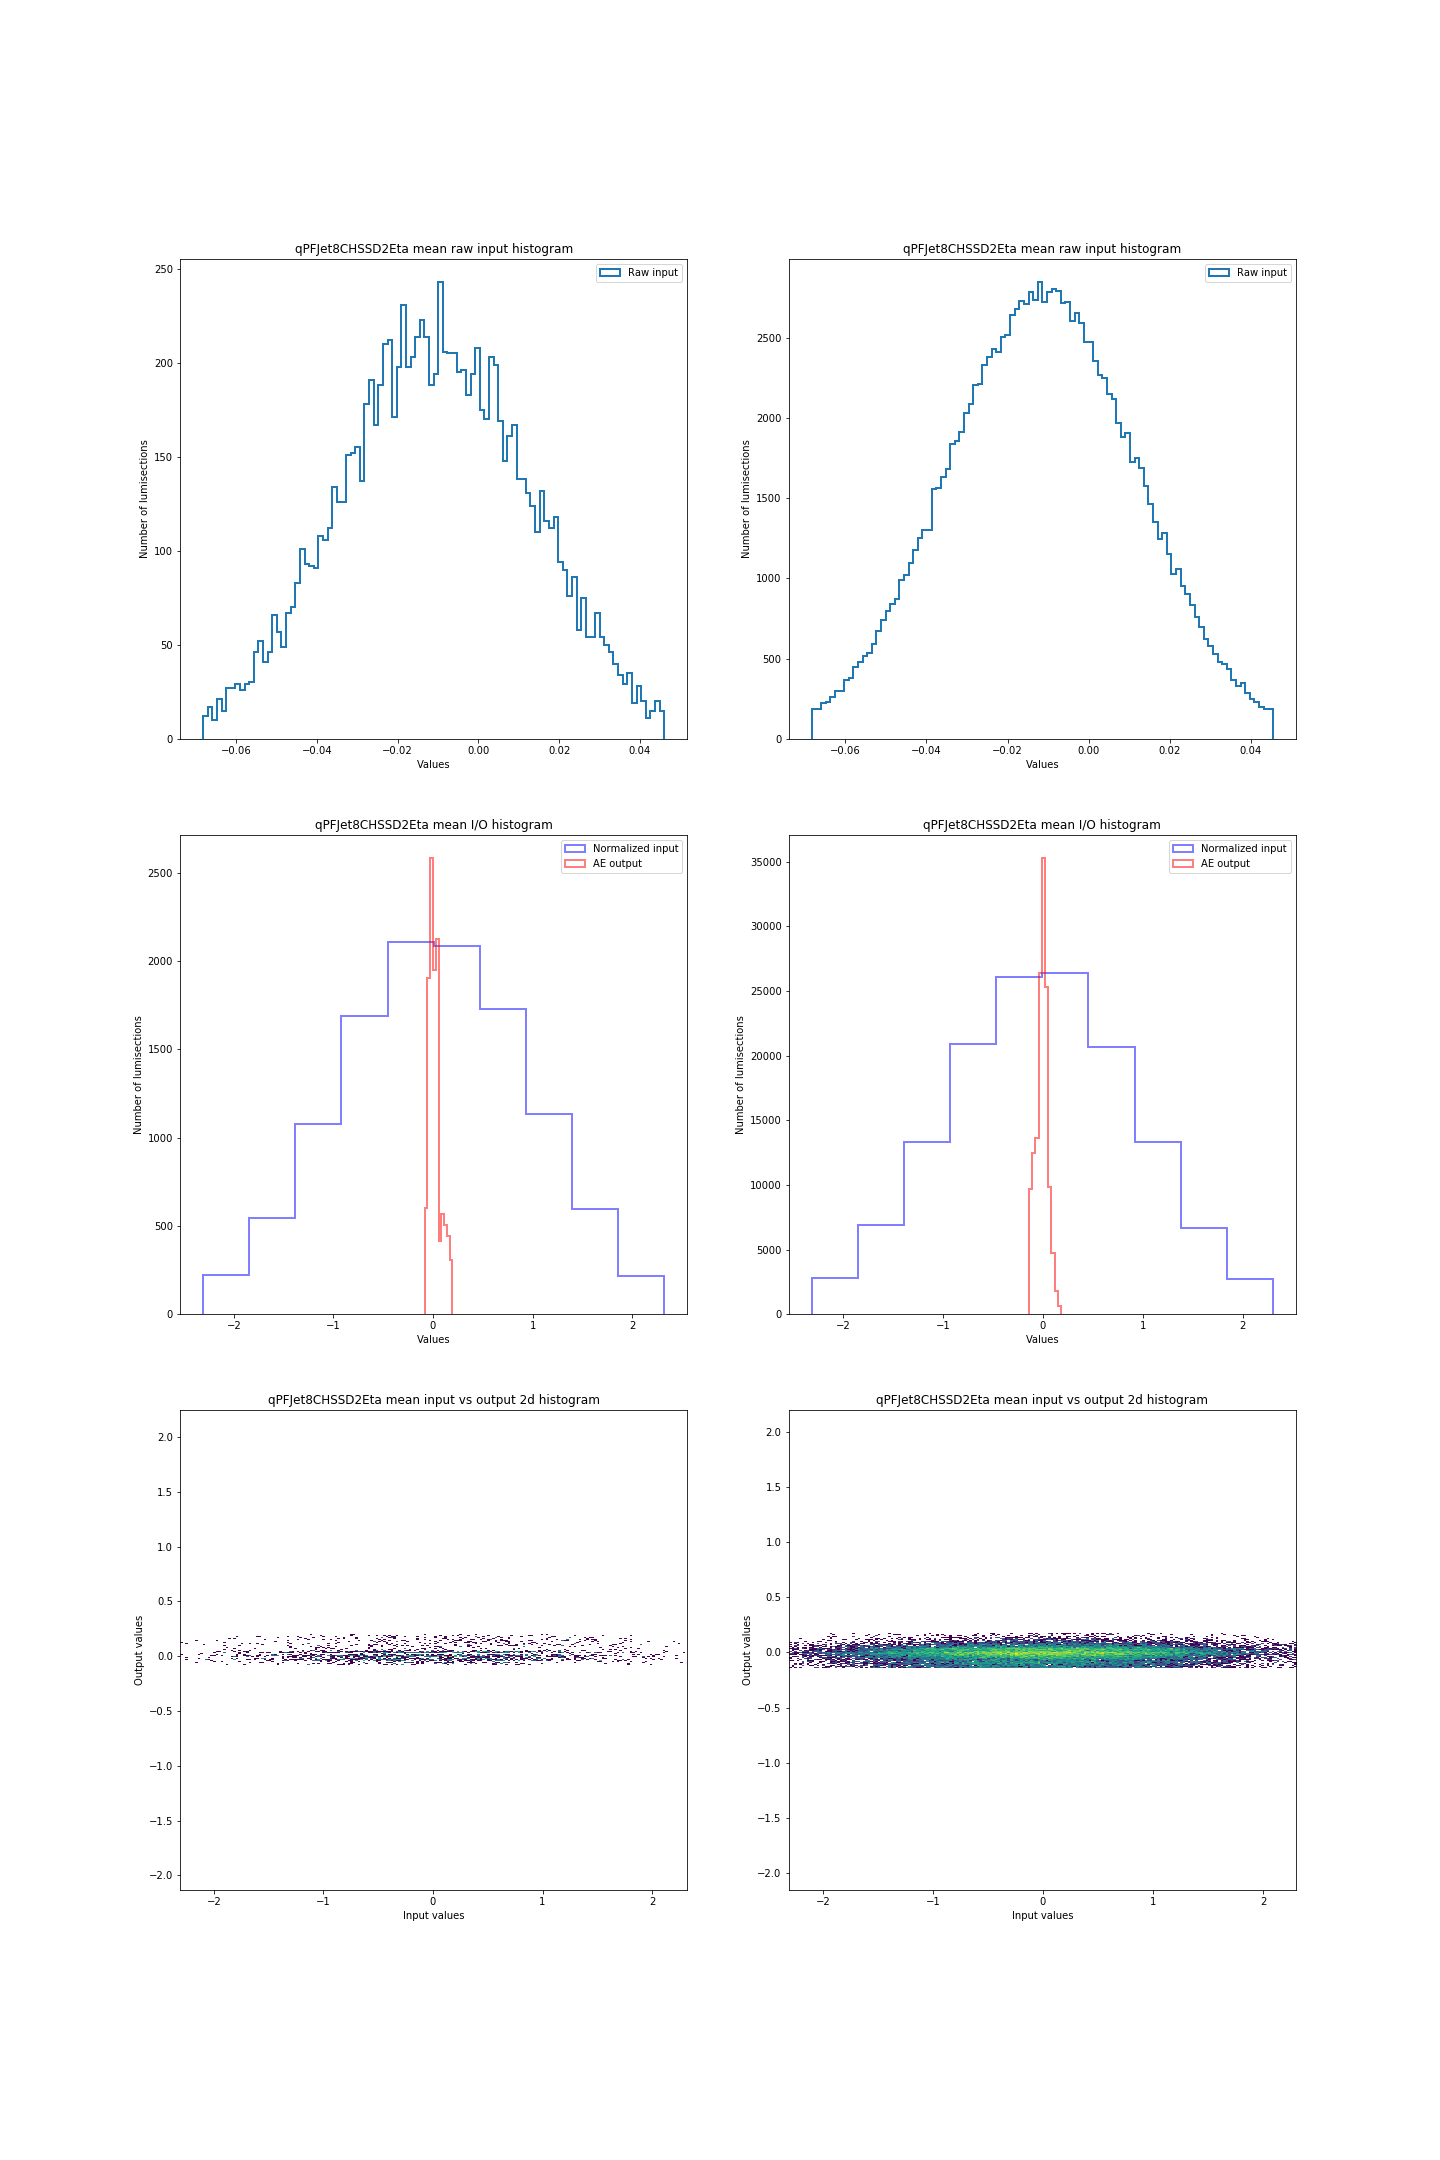 qPFJet8CHSSD2Eta mean raw input histogram
Raw input
250
200
150
100
50
0
Number of lumisections
−0.06 −0.04 −0.02 0.00 0.02 0.04
Values
qPFJet8CHSSD2Eta mean raw input histogram
Raw input
2500
2000
1500
1000
500
0
Number of lumisections
−0.06 −0.04 −0.02 0.00 0.02 0.04
Values
qPFJet8CHSSD2Eta mean I/O histogram
Normalized input
AE output
2500
2000
1500
1000
500
0
Number of lumisections
−2 −1 0 1 2
Values
qPFJet8CHSSD2Eta mean I/O histogram
Normalized input
AE output
35000
30000
25000
20000
15000
10000
5000
0
Number of lumisections
−2 −1 0 1 2
Values
qPFJet8CHSSD2Eta mean input vs output 2d histogram
2.0
1.5
1.0
0.5
0.0
−0.5
−1.0
−1.5
−2.0
Output values
−2 −1 0 1 2
Input values
qPFJet8CHSSD2Eta mean input vs output 2d histogram
2.0
1.5
1.0
0.5
0.0
−0.5
−1.0
−1.5
−2.0
Output values
−2 −1 0 1 2
Input values